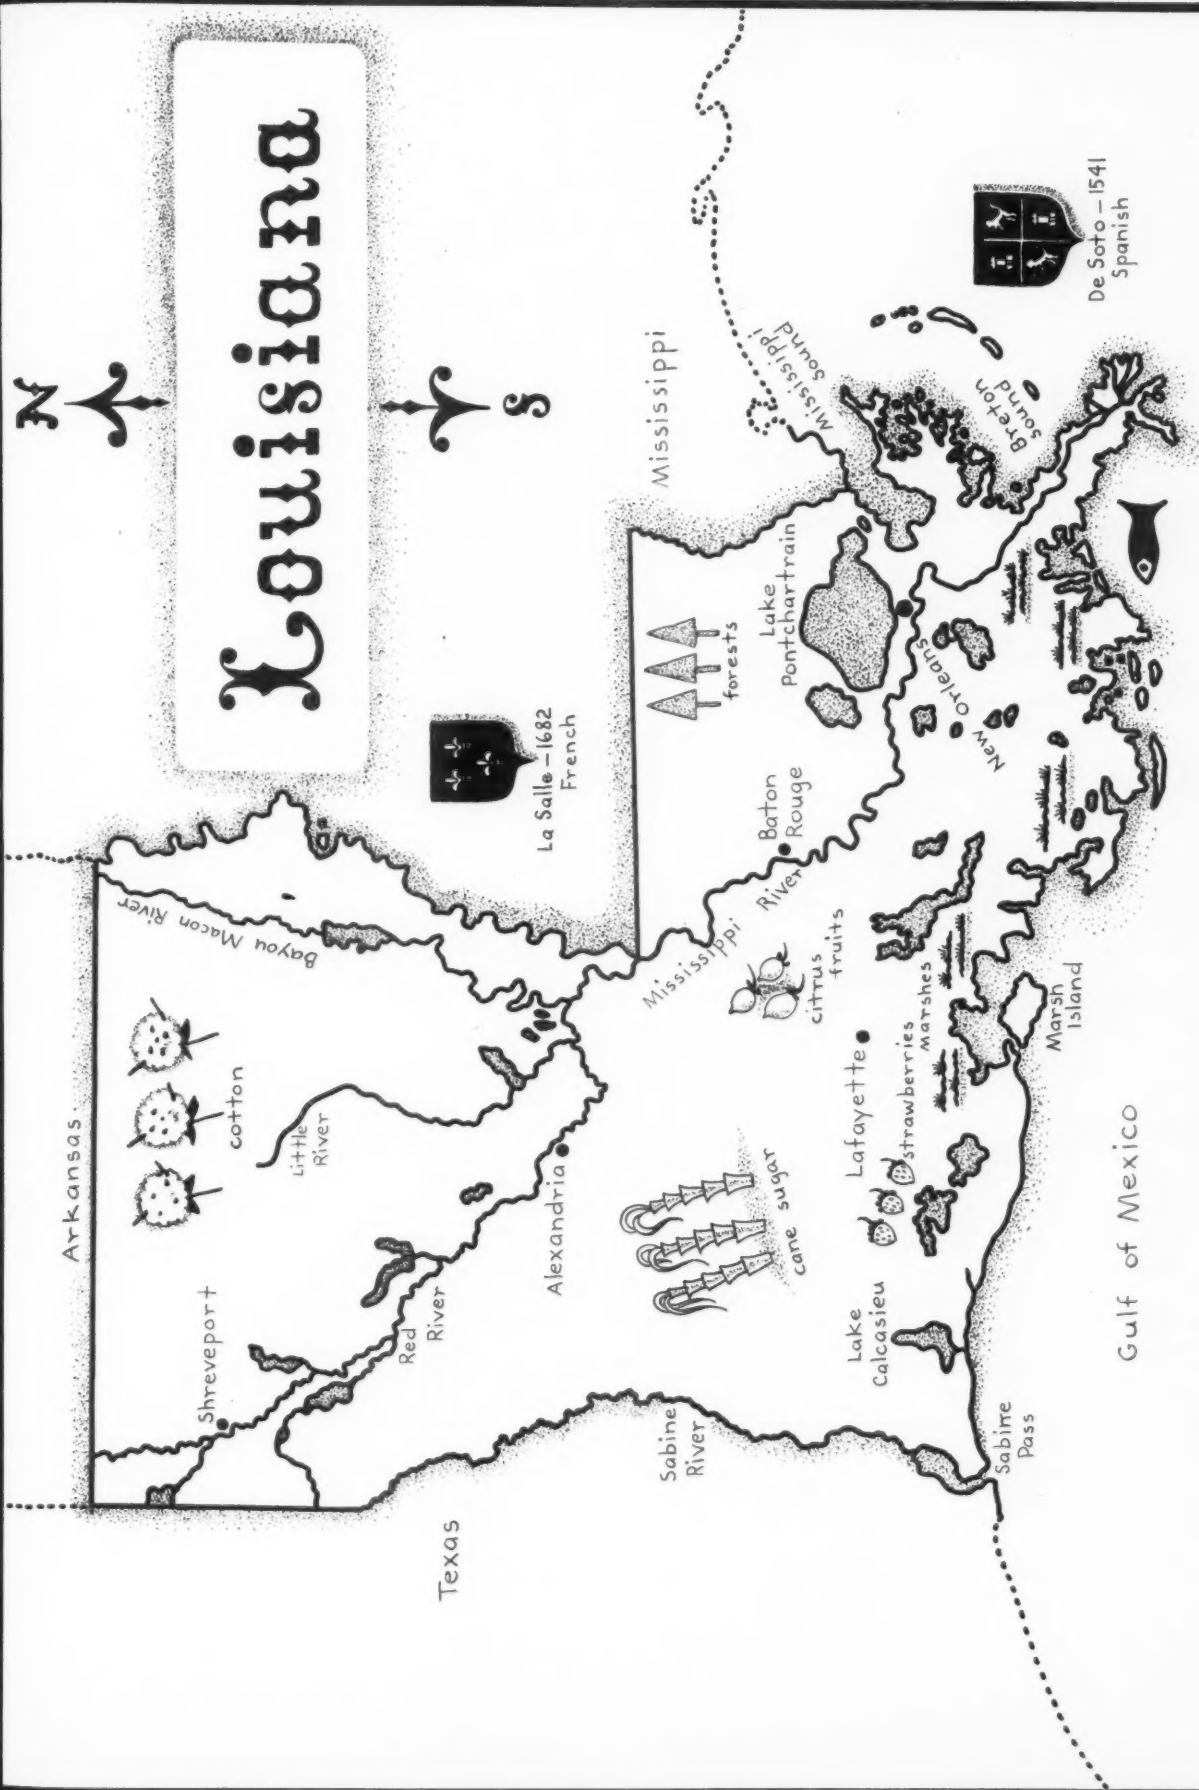 Louisiana
N
S
Arkansas
Shreveport
cotton
Bayou Macon River
Little
River
Red
River
La Salle – 1682
French
Texas
Alexandria
Mississippi
forests
Sabine
River
cane sugar
Mississippi
River
Baton
Rouge
citrus
fruits
Lake
Pontchartrain
Mississippi
sound
Lake
Calcasieu
Lafayette
strawberries
marshes
New Orleans
Breton
sound
De Soto – 1541
Spanish
Sabine
Pass
Marsh
Island
Gulf of Mexico